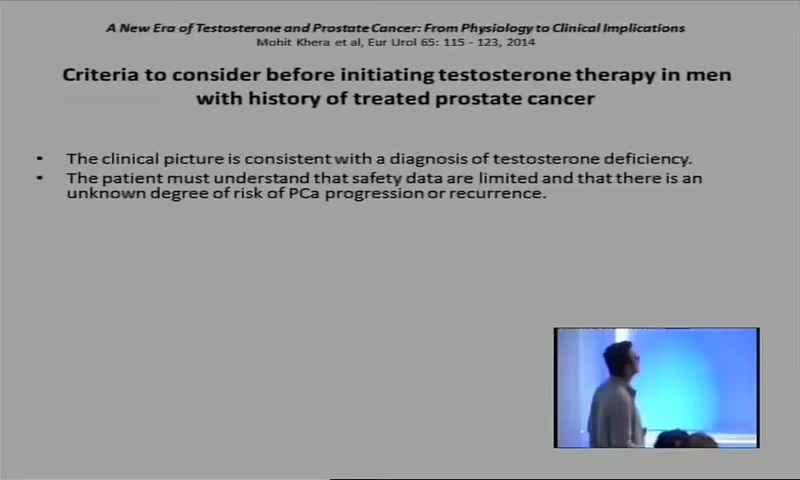 A New Era of Testosterone and Prostate Cancer: From Physiology to Clinical Implications
Mohit Khera et al, Eur Urol 65: 115 - 123, 2014
Criteria to consider before initiating testosterone therapy in men
with history of treated prostate cancer
• The clinical picture is consistent with a diagnosis of testosterone deficiency.
• The patient must understand that safety data are limited and that there is an
unknown degree of risk of PCa progression or recurrence.